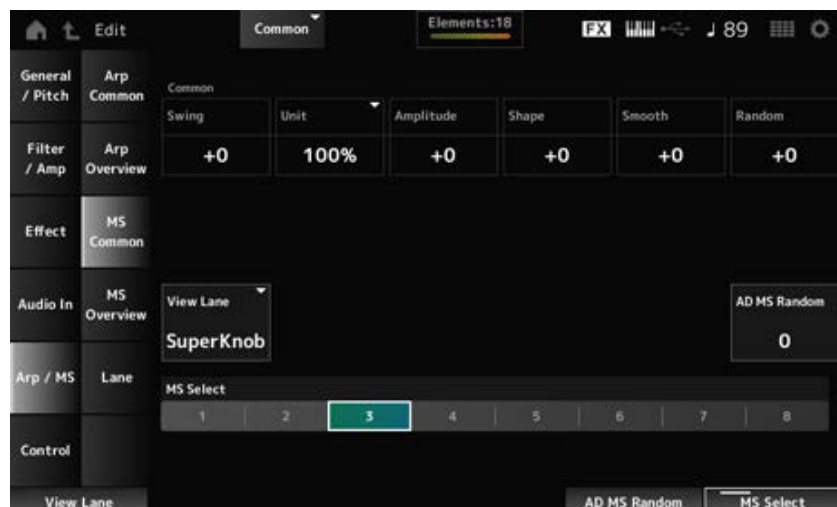 Edit
Common
Elements:18
FX
♩ 89
General / Pitch
Filter / Amp
Effect
Audio In
Arp / MS
Control
Arp Common
Arp Overview
MS Common
MS Overview
Lane
Common
Swing Unit Amplitude Shape Smooth Random
+0 100% +0 +0 +0 +0
View Lane
SuperKnob
AD MS Random
0
MS Select
1 2 3 4 5 6 7 8
View Lane AD MS Random MS Select